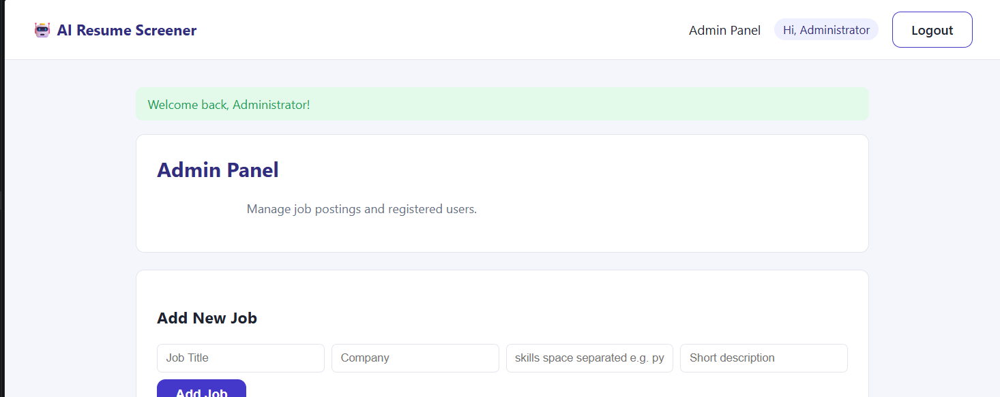 AI Resume Screener
Admin Panel
Hi, Administrator
Logout
Welcome back, Administrator!
Admin Panel
Manage job postings and registered users.
Add New Job
Job Title
Company
skills space separated e.g. py
Short description
Add Job